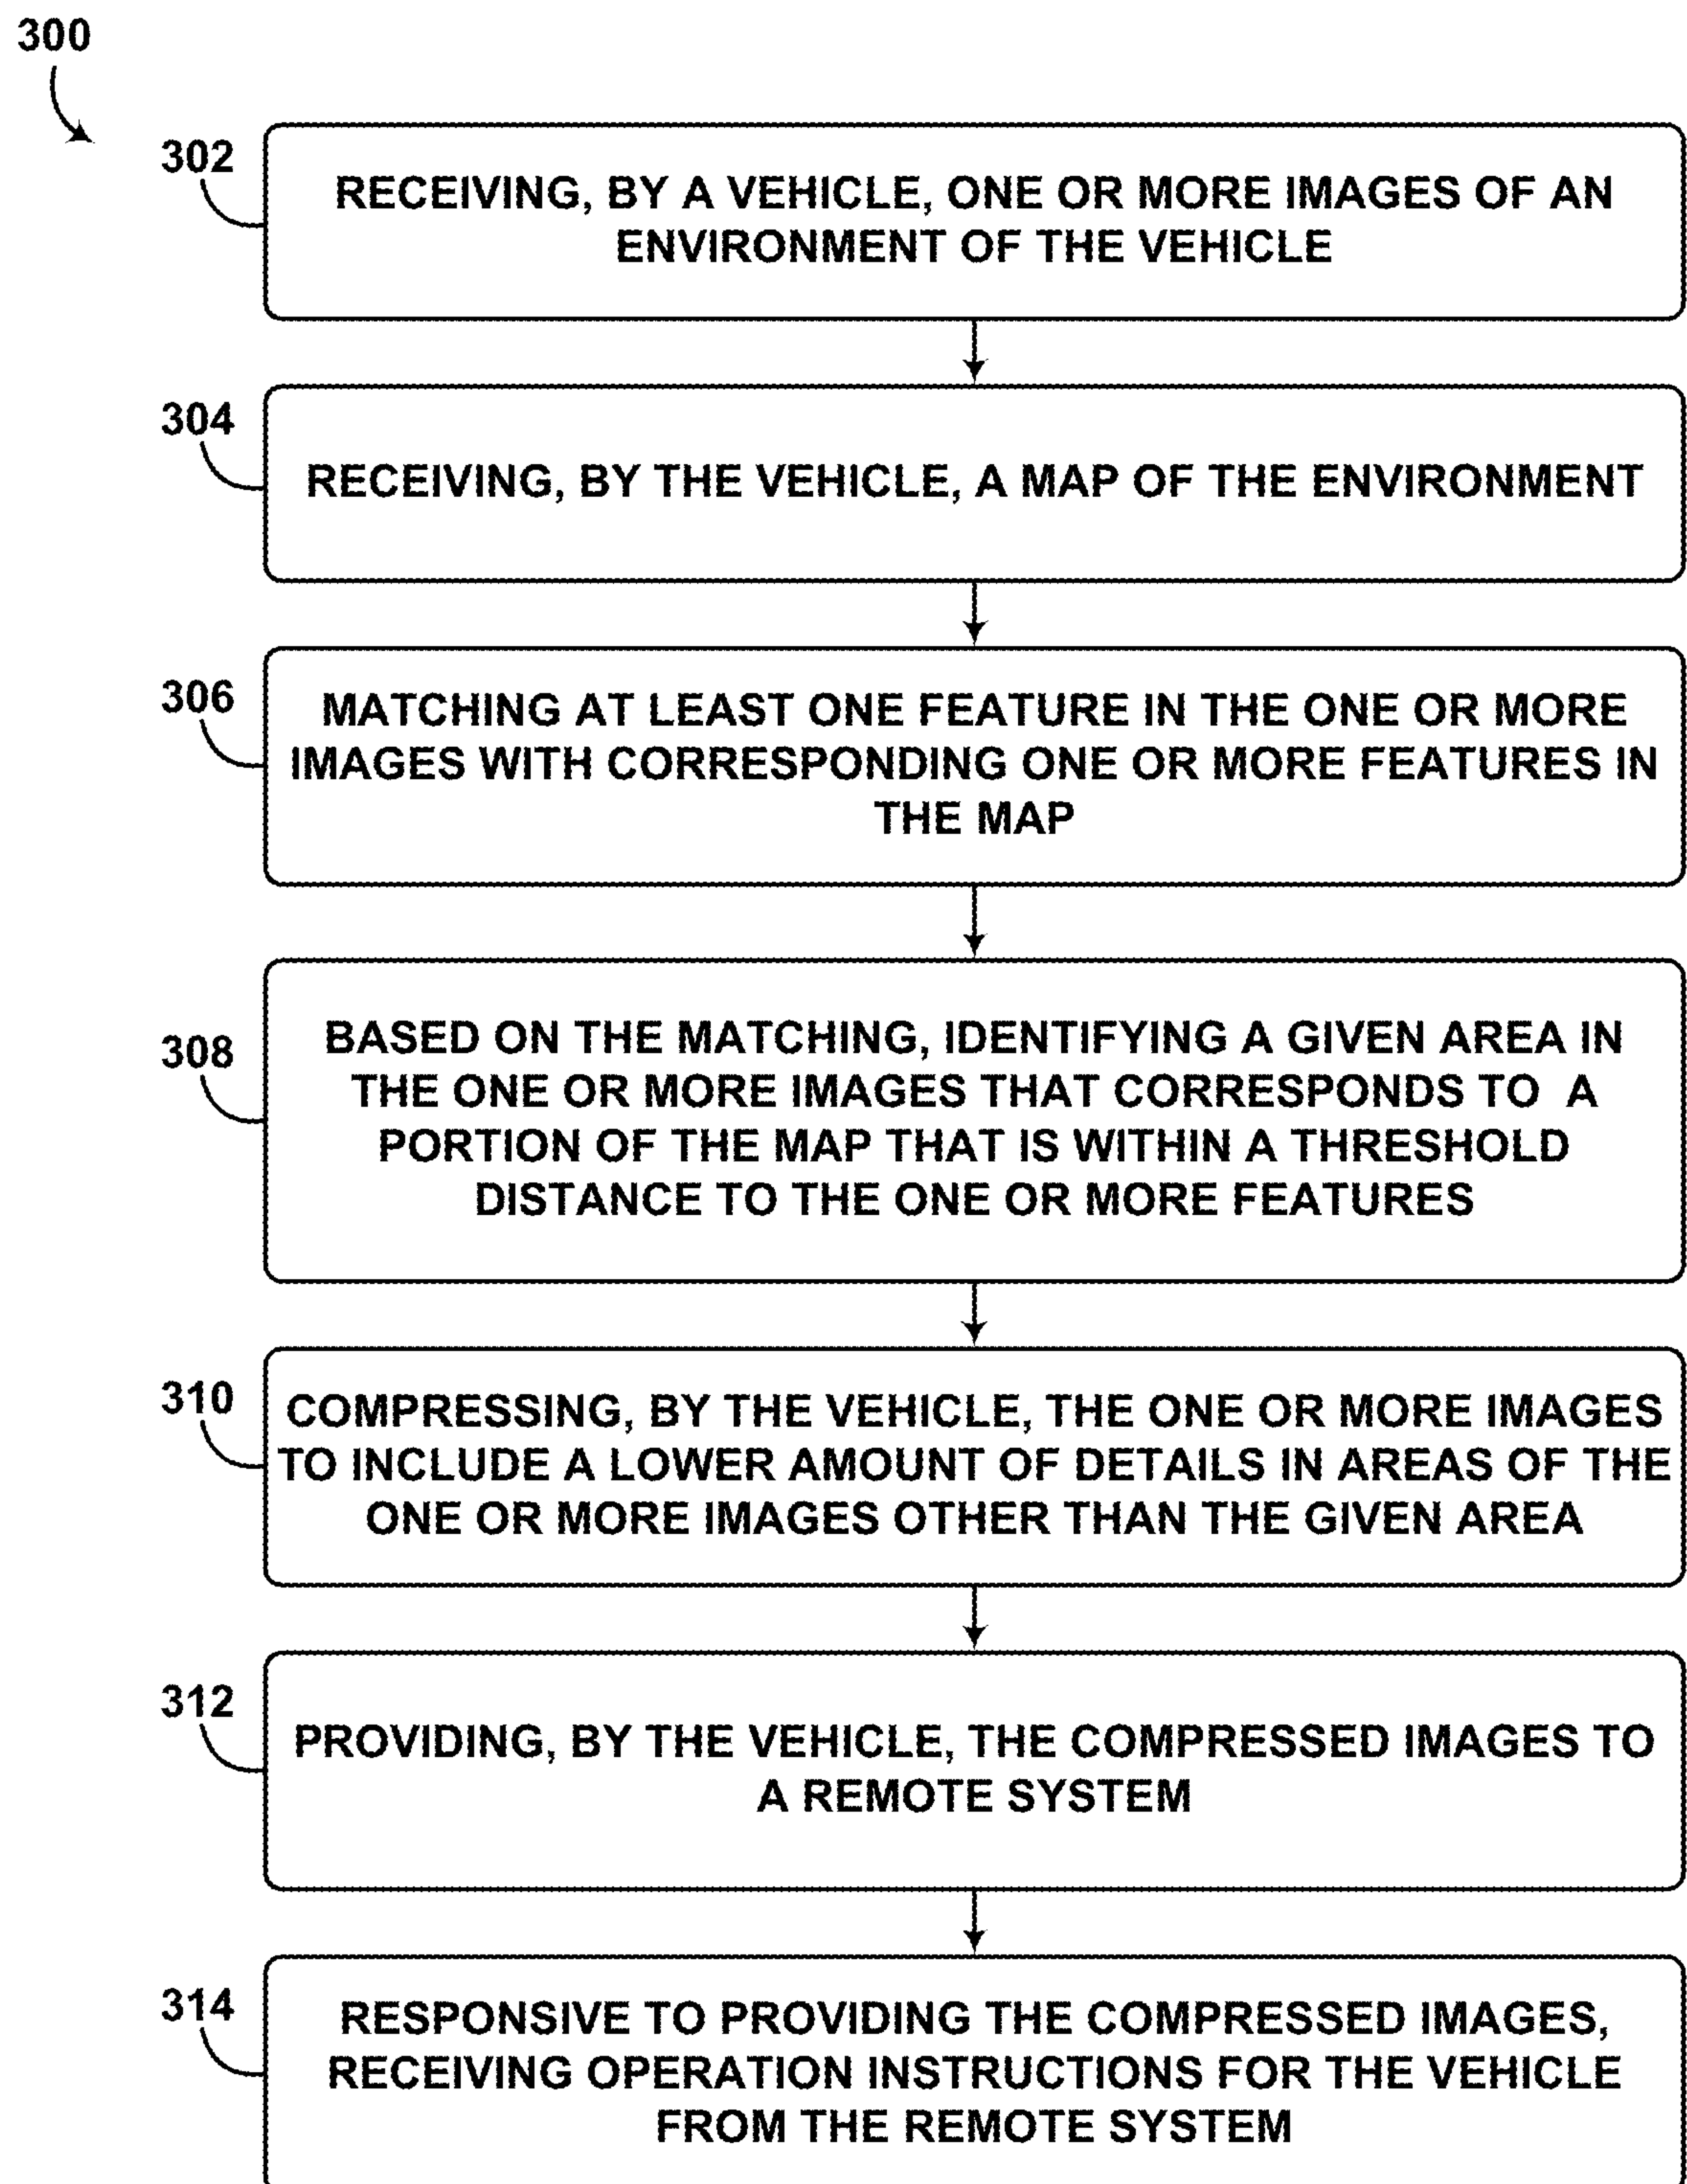 300
302
RECEIVING, BY A VEHICLE, ONE OR MORE IMAGES OF AN
ENVIRONMENT OF THE VEHICLE
304
RECEIVING, BY THE VEHICLE, A MAP OF THE ENVIRONMENT
306
MATCHING AT LEAST ONE FEATURE IN THE ONE OR MORE
IMAGES WITH CORRESPONDING ONE OR MORE FEATURES IN
THE MAP
308
BASED ON THE MATCHING, IDENTIFYING A GIVEN AREA IN
THE ONE OR MORE IMAGES THAT CORRESPONDS TO A
PORTION OF THE MAP THAT IS WITHIN A THRESHOLD
DISTANCE TO THE ONE OR MORE FEATURES
310
COMPRESSING, BY THE VEHICLE, THE ONE OR MORE IMAGES
TO INCLUDE A LOWER AMOUNT OF DETAILS IN AREAS OF THE
ONE OR MORE IMAGES OTHER THAN THE GIVEN AREA
312
PROVIDING, BY THE VEHICLE, THE COMPRESSED IMAGES TO
A REMOTE SYSTEM
314
RESPONSIVE TO PROVIDING THE COMPRESSED IMAGES,
RECEIVING OPERATION INSTRUCTIONS FOR THE VEHICLE
FROM THE REMOTE SYSTEM